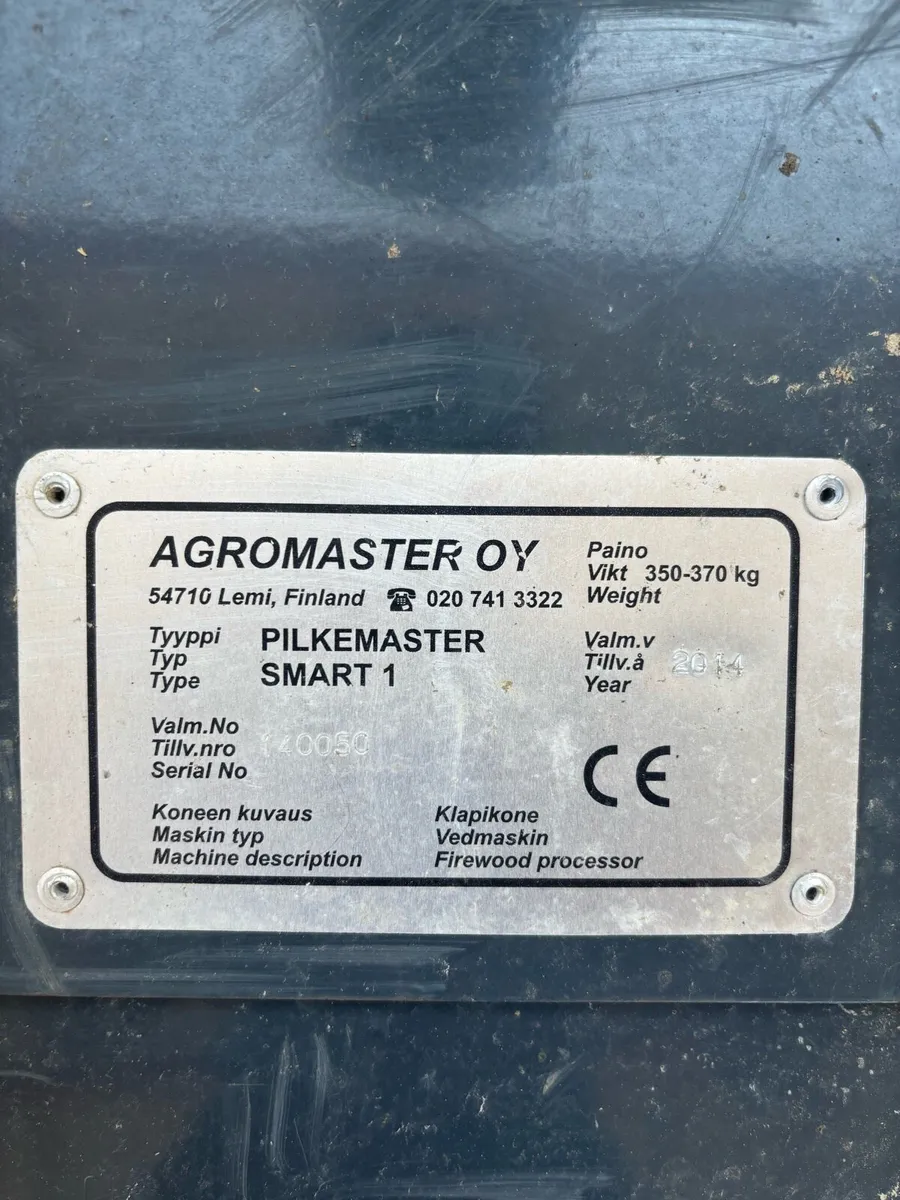 AGROMASTER OY
54710 Lemi, Finland ☎ 020 741 3322
Paino
Vikt 350-370 kg
Weight
Tyyppi
Typ
Type
PILKEMASTER
SMART 1
Valm.v
Tillv.å 2014
Year
Valm.No
Tillv.nro 140050
Serial No
CE
Koneen kuvaus Klapikone
Maskin typ Vedmaskin
Machine description Firewood processor